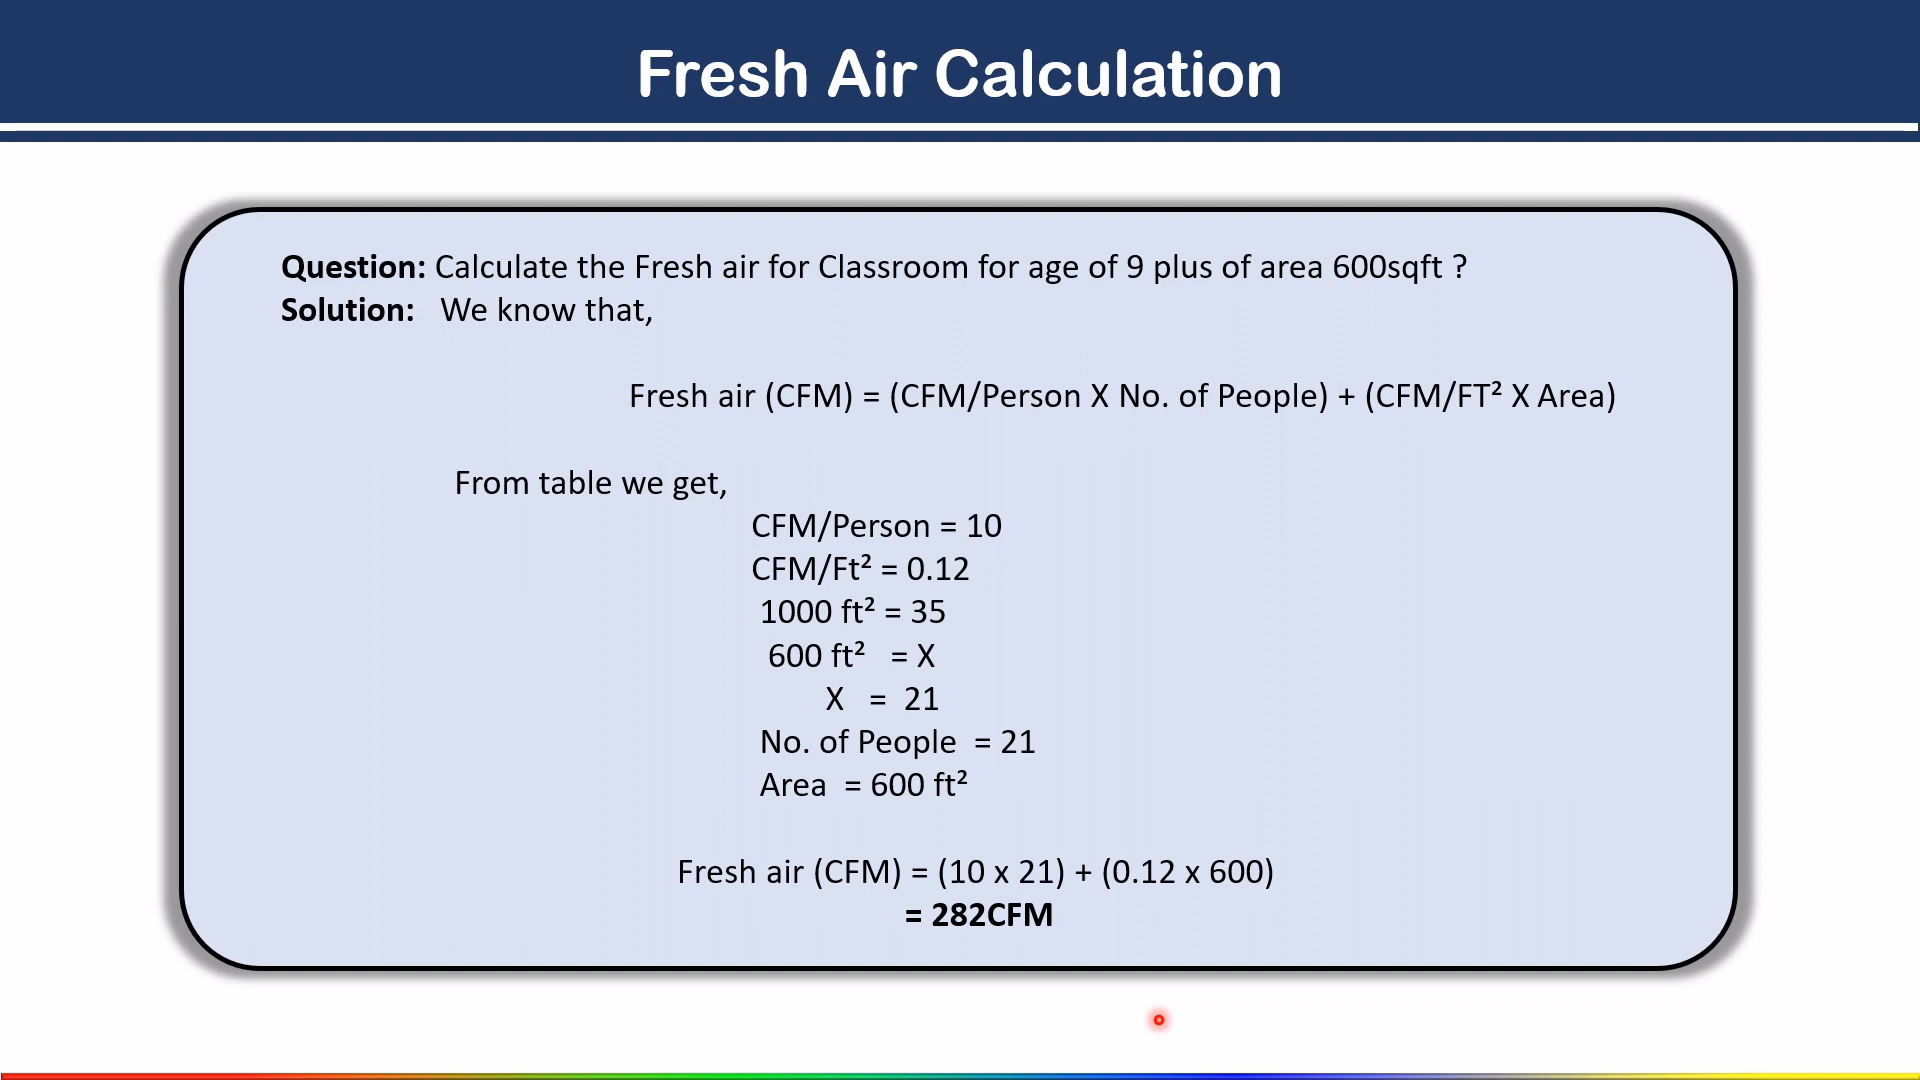 Fresh Air Calculation
Question: Calculate the Fresh air for Classroom for age of 9 plus of area 600sqft ?
Solution: We know that,
Fresh air (CFM) = (CFM/Person X No. of People) + (CFM/FT² X Area)
From table we get,
CFM/Person = 10
CFM/Ft² = 0.12
1000 ft² = 35
600 ft² = X
X = 21
No. of People = 21
Area = 600 ft²
Fresh air (CFM) = (10 x 21) + (0.12 x 600)
= 282CFM